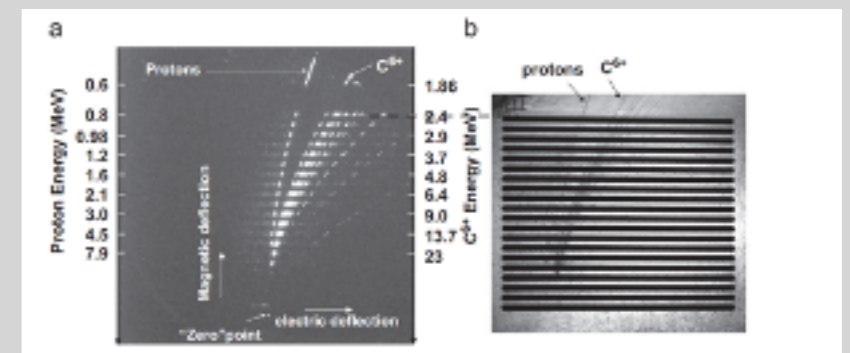 a
b
Protons
C⁶⁺
protons C⁶⁺
Proton Energy (MeV)
0.6
0.8
0.98
1.2
1.6
2.1
3.0
4.5
7.9
1.86
2.4
2.9
3.7
4.8
6.4
9.0
13.7
23
C⁶⁺ Energy (MeV)
Magnetic deflection
electric deflection
"Zero"point